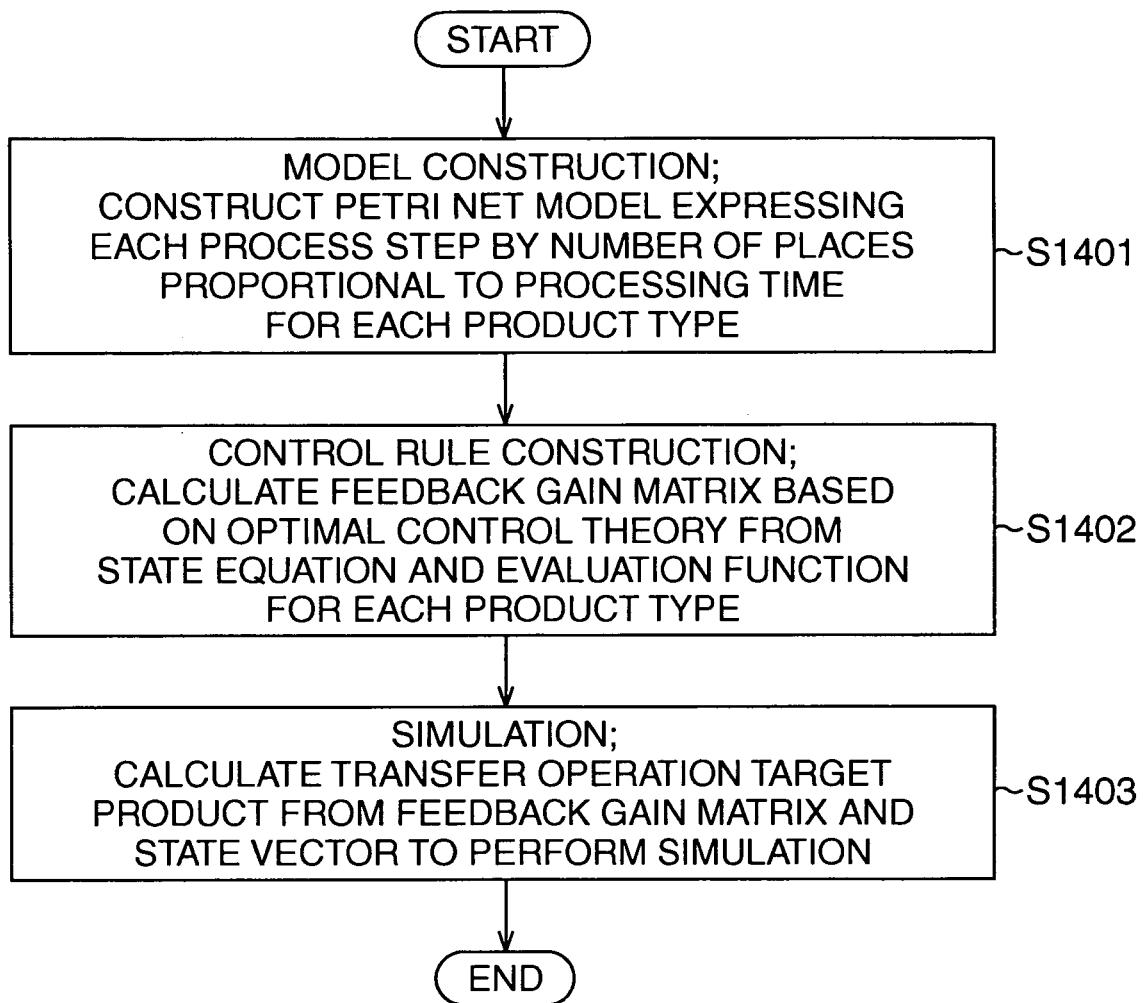 START
MODEL CONSTRUCTION;
CONSTRUCT PETRI NET MODEL EXPRESSING
EACH PROCESS STEP BY NUMBER OF PLACES
PROPORTIONAL TO PROCESSING TIME
FOR EACH PRODUCT TYPE
~S1401
CONTROL RULE CONSTRUCTION;
CALCULATE FEEDBACK GAIN MATRIX BASED
ON OPTIMAL CONTROL THEORY FROM
STATE EQUATION AND EVALUATION FUNCTION
FOR EACH PRODUCT TYPE
~S1402
SIMULATION;
CALCULATE TRANSFER OPERATION TARGET
PRODUCT FROM FEEDBACK GAIN MATRIX AND
STATE VECTOR TO PERFORM SIMULATION
~S1403
END